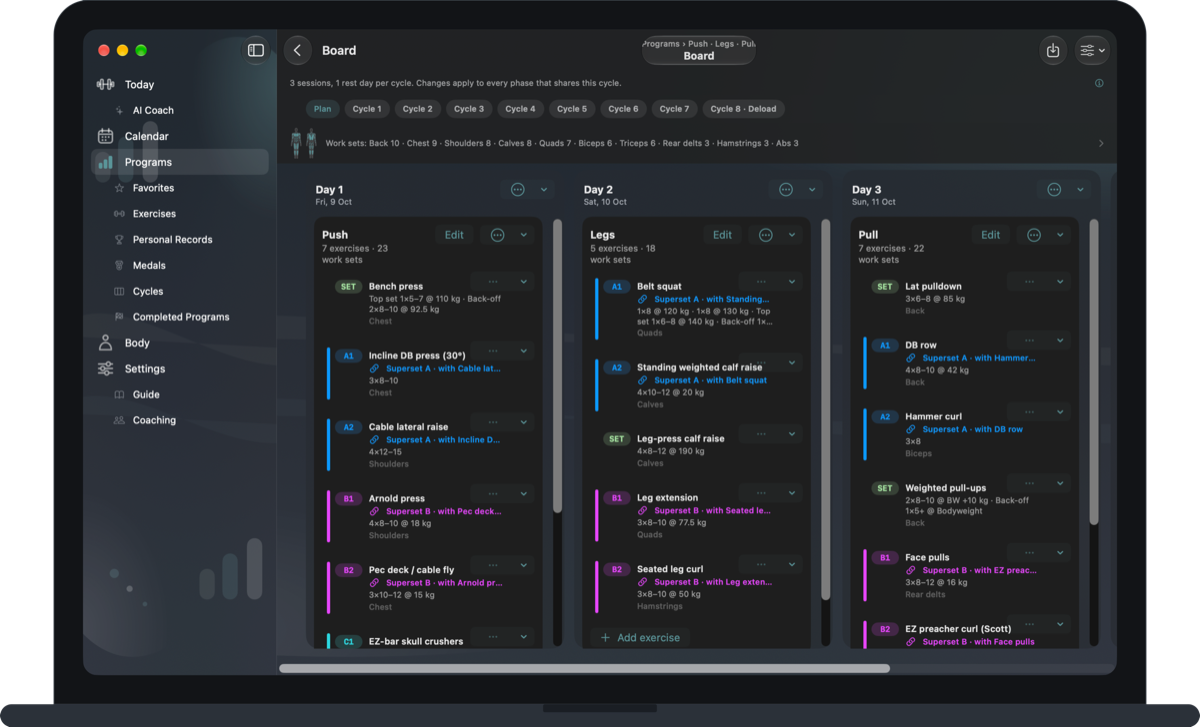 Board
Programs › Push · Legs · Pul
Board
3 sessions, 1 rest day per cycle. Changes apply to every phase that shares this cycle.
Plan
Cycle 1
Cycle 2
Cycle 3
Cycle 4
Cycle 5
Cycle 6
Cycle 7
Cycle 8 · Deload
Work sets: Back 10 · Chest 9 · Shoulders 8 · Calves 8 · Quads 7 · Biceps 6 · Triceps 6 · Rear delts 3 · Hamstrings 3 · Abs 3
Today
AI Coach
Calendar
Programs
Favorites
Exercises
Personal Records
Medals
Cycles
Completed Programs
Body
Settings
Guide
Coaching
Day 1
Fri, 9 Oct
Push
Edit
7 exercises · 23
work sets
SET
Bench press
Top set 1×5–7 @ 110 kg · Back-off
2×8–10 @ 92.5 kg
Chest
A1
Incline DB press (30°)
Superset A · with Cable lat...
3×8–10
Chest
A2
Cable lateral raise
Superset A · with Incline D...
4×12–15
Shoulders
B1
Arnold press
Superset B · with Pec deck...
4×8–10 @ 18 kg
Shoulders
B2
Pec deck / cable fly
Superset B · with Arnold pr...
3×10–12 @ 15 kg
Chest
C1
EZ-bar skull crushers
Day 2
Sat, 10 Oct
Legs
Edit
5 exercises · 18
work sets
A1
Belt squat
Superset A · with Standing...
1×8 @ 120 kg · 1×8 @ 130 kg · Top
set 1×6–8 @ 140 kg · Back-off 1×...
Quads
A2
Standing weighted calf raise
Superset A · with Belt squat
4×10–12 @ 20 kg
Calves
SET
Leg-press calf raise
4×8–12 @ 190 kg
Calves
B1
Leg extension
Superset B · with Seated le...
3×8–10 @ 77.5 kg
Quads
B2
Seated leg curl
Superset B · with Leg exten...
3×8–10 @ 50 kg
Hamstrings
+ Add exercise
Day 3
Sun, 11 Oct
Pull
Edit
7 exercises · 22
work sets
SET
Lat pulldown
3×6–8 @ 85 kg
Back
A1
DB row
Superset A · with Hammer...
4×8–10 @ 42 kg
Back
A2
Hammer curl
Superset A · with DB row
3×8
Biceps
SET
Weighted pull-ups
2×8–10 @ BW +10 kg · Back-off
1×5+ @ Bodyweight
Back
B1
Face pulls
Superset B · with EZ preac...
3×8–12 @ 16 kg
Rear delts
B2
EZ preacher curl (Scott)
Superset B · with Face pulls